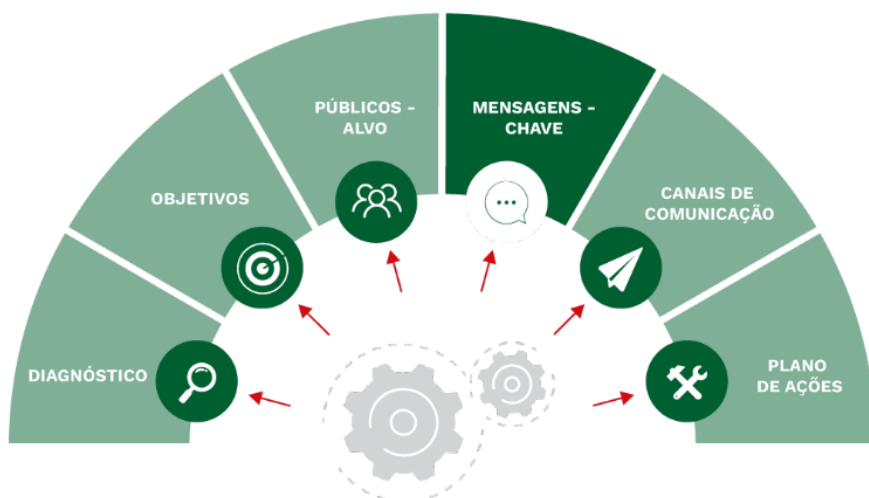 DIAGNÓSTICO
OBJETIVOS
PÚBLICOS -
ALVO
MENSAGENS -
CHAVE
CANAIS DE
COMUNICAÇÃO
PLANO
DE AÇÕES